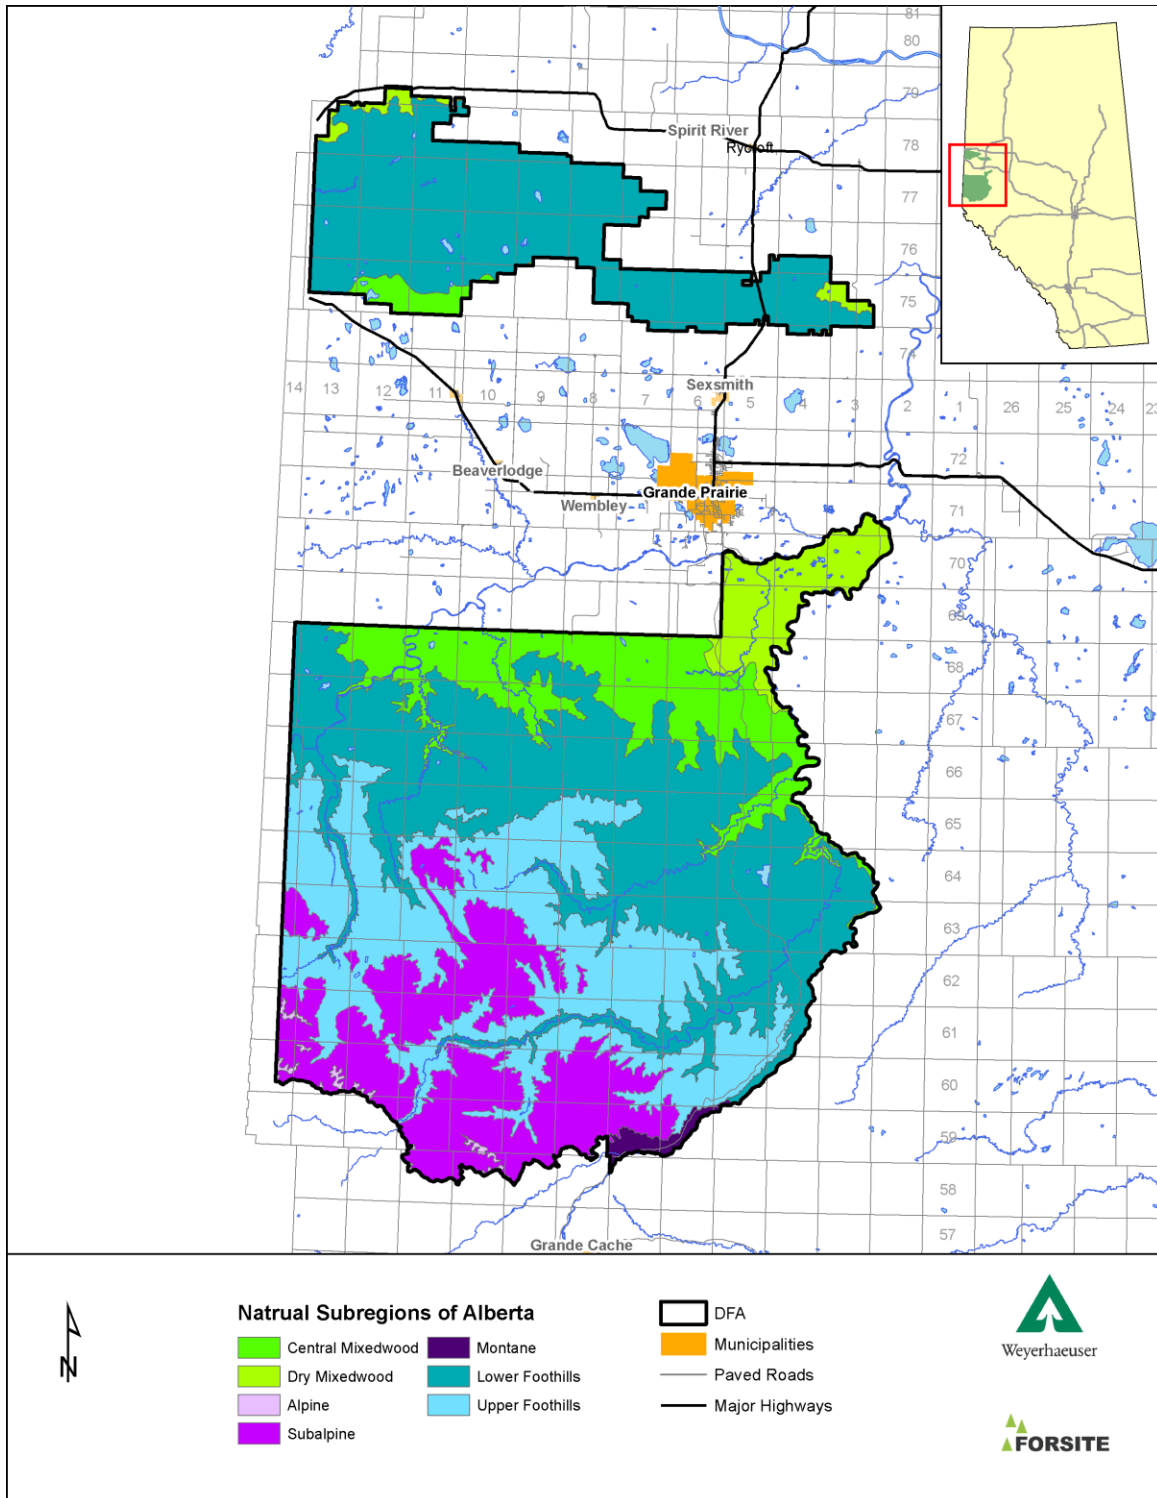 81
80
79
Spirit River
78
Rycroft
77
76
75
74
Sexsmith
14 13 12 11 10 9 8 7 6 5 4 3 2 1 26 25 24 23
72
Beaverlodge
Grande Prairie
Wembley
71
70
69
68
67
66
65
64
63
62
61
60
59
58
57
Grande Cache
N
Natrual Subregions of Alberta
Central Mixedwood
Dry Mixedwood
Alpine
Subalpine
Montane
Lower Foothills
Upper Foothills
DFA
Municipalities
Paved Roads
Major Highways
Weyerhaeuser
FORSITE